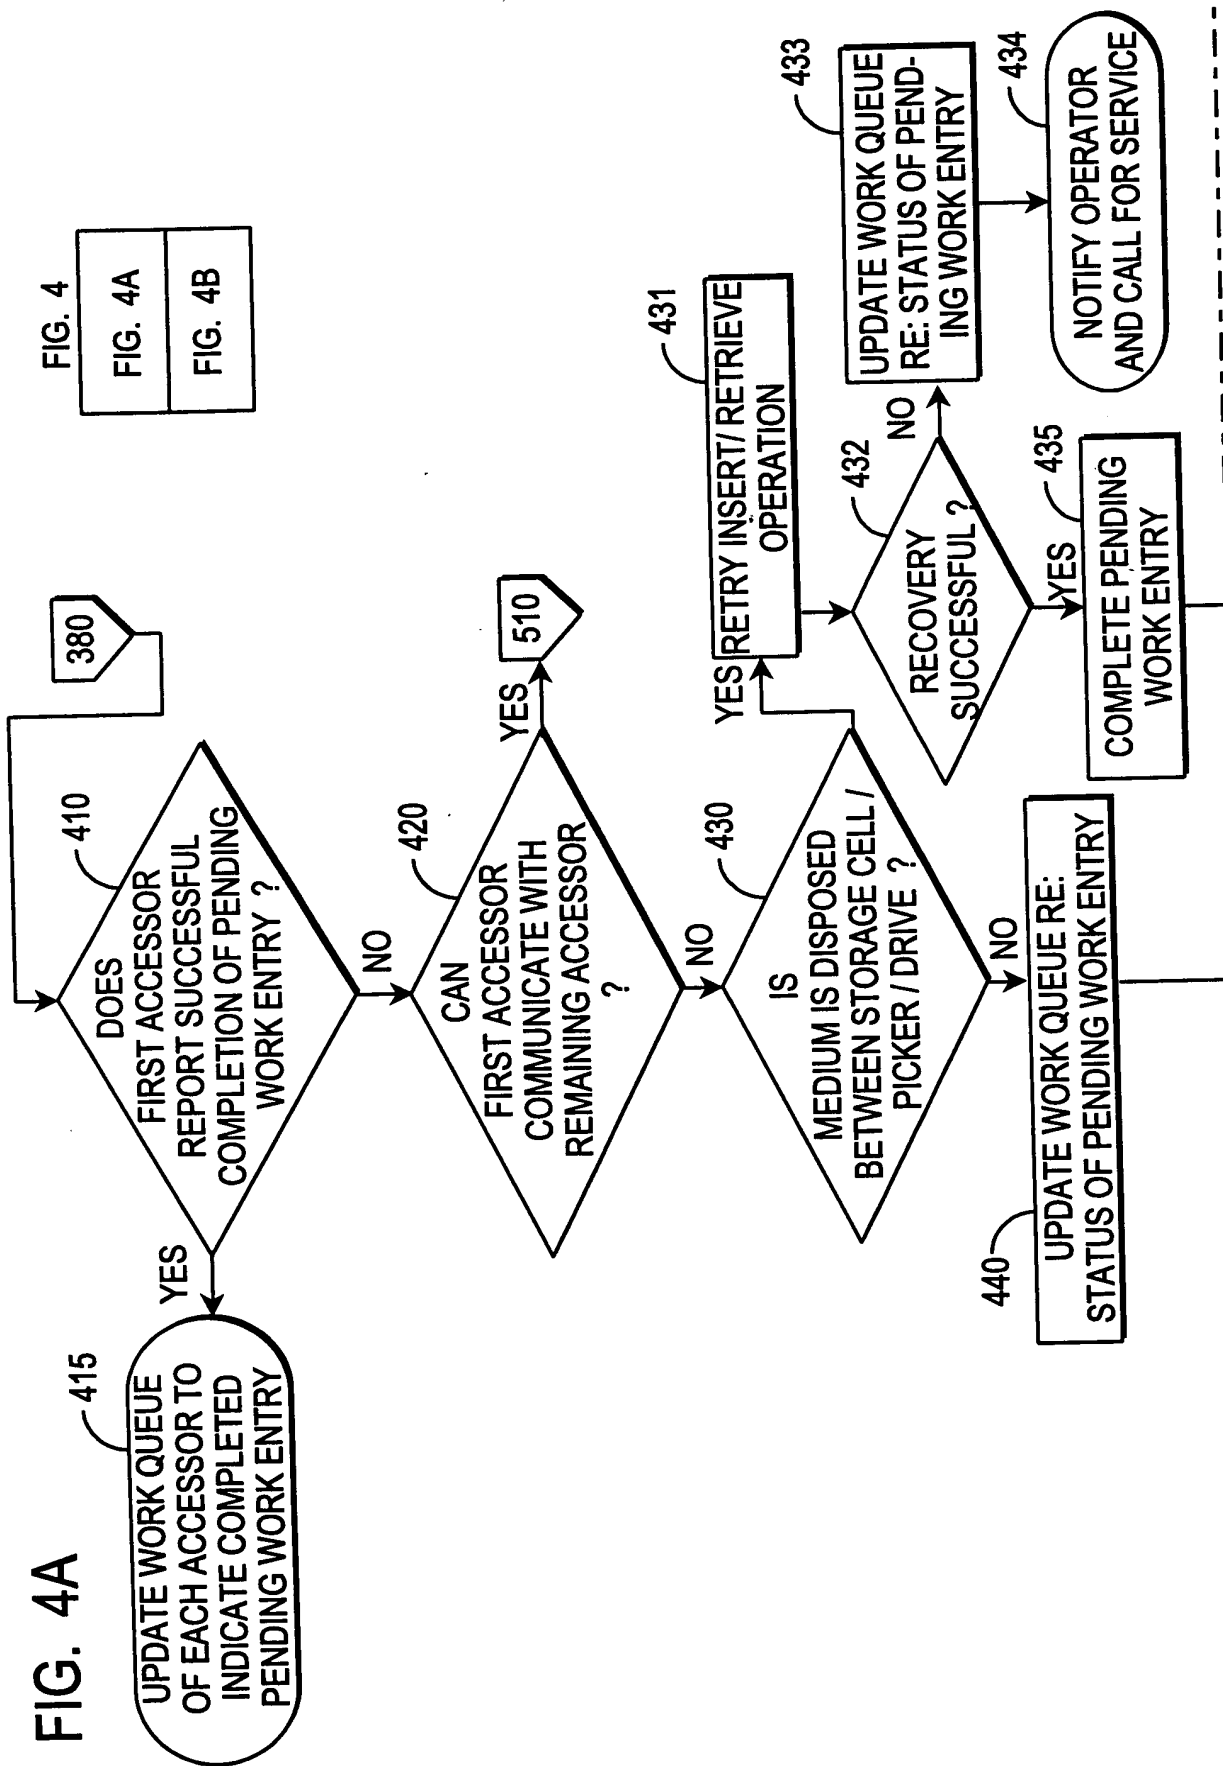 FIG. 4A
FIG. 4
FIG. 4A
FIG. 4B
380
410
DOES
FIRST ACCESSOR
REPORT SUCCESSFUL
COMPLETION OF PENDING
WORK ENTRY ?
YES
415
UPDATE WORK QUEUE
OF EACH ACCESSOR TO
INDICATE COMPLETED
PENDING WORK ENTRY
NO
420
CAN
FIRST ACCESSOR
COMMUNICATE WITH
REMAINING ACCESSOR
?
YES
510
NO
430
IS
MEDIUM IS DISPOSED
BETWEEN STORAGE CELL /
PICKER / DRIVE ?
YES
431
RETRY INSERT/ RETRIEVE
OPERATION
432
RECOVERY
SUCCESSFUL ?
NO
433
UPDATE WORK QUEUE
RE: STATUS OF PEND-
ING WORK ENTRY
434
NOTIFY OPERATOR
AND CALL FOR SERVICE
YES
435
COMPLETE PENDING
WORK ENTRY
NO
440
UPDATE WORK QUEUE RE:
STATUS OF PENDING WORK ENTRY